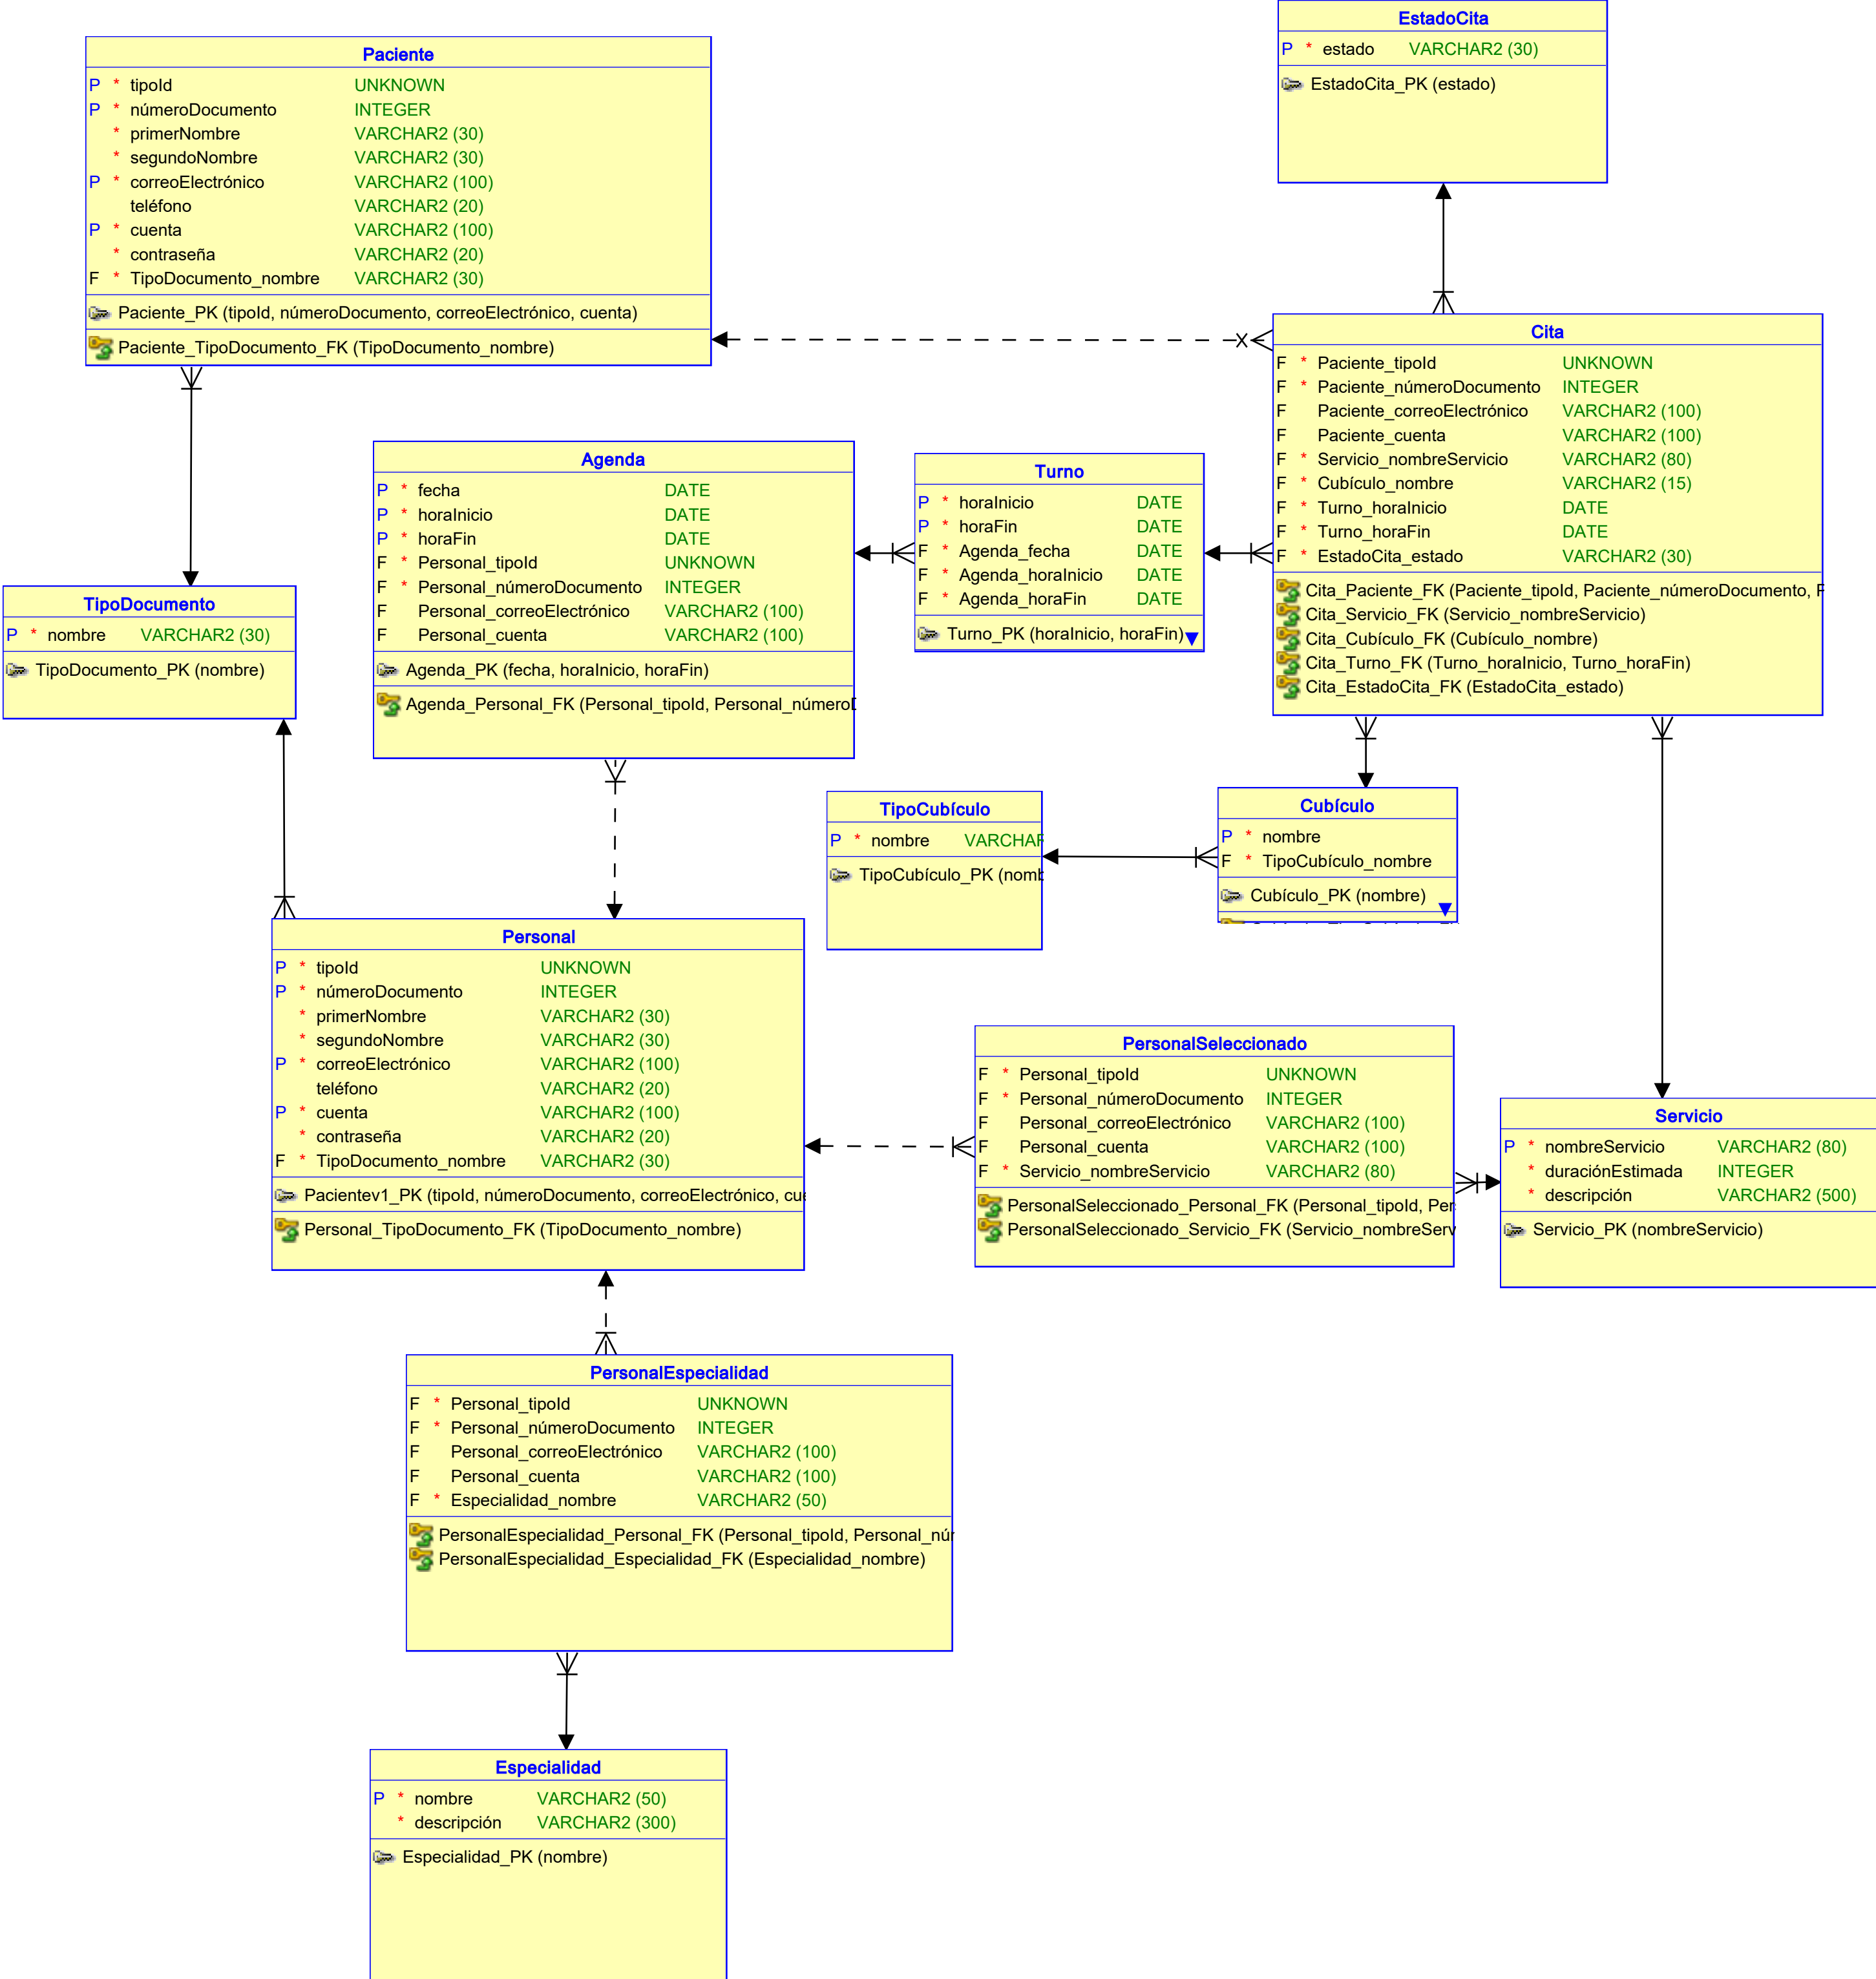 EstadoCita
P * estado VARCHAR2 (30)
EstadoCita_PK (estado)
Paciente
P * tipoId UNKNOWN
P * númeroDocumento INTEGER
* primerNombre VARCHAR2 (30)
* segundoNombre VARCHAR2 (30)
P * correoElectrónico VARCHAR2 (100)
teléfono VARCHAR2 (20)
P * cuenta VARCHAR2 (100)
* contraseña VARCHAR2 (20)
F * TipoDocumento_nombre VARCHAR2 (30)
Paciente_PK (tipoId, númeroDocumento, correoElectrónico, cuenta)
Paciente_TipoDocumento_FK (TipoDocumento_nombre)
Cita
F * Paciente_tipoId UNKNOWN
F * Paciente_númeroDocumento INTEGER
F Paciente_correoElectrónico VARCHAR2 (100)
F Paciente_cuenta VARCHAR2 (100)
F * Servicio_nombreServicio VARCHAR2 (80)
F * Cubículo_nombre VARCHAR2 (15)
F * Turno_horaInicio DATE
F * Turno_horaFin DATE
F * EstadoCita_estado VARCHAR2 (30)
Cita_Paciente_FK (Paciente_tipoId, Paciente_númeroDocumento,
Cita_Servicio_FK (Servicio_nombreServicio)
Cita_Cubículo_FK (Cubículo_nombre)
Cita_Turno_FK (Turno_horaInicio, Turno_horaFin)
Cita_EstadoCita_FK (EstadoCita_estado)
Agenda
P * fecha DATE
P * horaInicio DATE
P * horaFin DATE
F * Personal_tipoId UNKNOWN
F * Personal_númeroDocumento INTEGER
F Personal_correoElectrónico VARCHAR2 (100)
F Personal_cuenta VARCHAR2 (100)
Agenda_PK (fecha, horaInicio, horaFin)
Agenda_Personal_FK (Personal_tipoId,
Turno
P * horaInicio DATE
P * horaFin DATE
F * Agenda_fecha DATE
F * Agenda_horaInicio DATE
F * Agenda_horaFin DATE
Turno_PK (horaInicio, horaFin)
TipoDocumento
P * nombre VARCHAR2 (30)
TipoDocumento_PK (nombre)
TipoCubículo
P * nombre
TipoCubículo_PK
Cubículo
P * nombre
F * TipoCubículo_nombre
Cubículo_PK (nombre)
Personal
P * tipoId UNKNOWN
P * númeroDocumento INTEGER
* primerNombre VARCHAR2 (30)
* segundoNombre VARCHAR2 (30)
P * correoElectrónico VARCHAR2 (100)
teléfono VARCHAR2 (20)
P * cuenta VARCHAR2 (100)
* contraseña VARCHAR2 (20)
F * TipoDocumento_nombre VARCHAR2 (30)
Pacientev1_PK (tipoId, númeroDocumento, correoElectrónico,
Personal_TipoDocumento_FK (TipoDocumento_nombre)
PersonalSeleccionado
F * Personal_tipoId UNKNOWN
F * Personal_númeroDocumento INTEGER
F Personal_correoElectrónico VARCHAR2 (100)
F Personal_cuenta VARCHAR2 (100)
F * Servicio_nombreServicio VARCHAR2 (80)
PersonalSeleccionado_Personal_FK (Personal_tipoId,
PersonalSeleccionado_Servicio_FK
Servicio
P * nombreServicio VARCHAR2 (80)
* duraciónEstimada INTEGER
* descripción VARCHAR2 (500)
Servicio_PK (nombreServicio)
PersonalEspecialidad
F * Personal_tipoId UNKNOWN
F * Personal_númeroDocumento INTEGER
F Personal_correoElectrónico VARCHAR2 (100)
F Personal_cuenta VARCHAR2 (100)
F * Especialidad_nombre VARCHAR2 (50)
PersonalEspecialidad_Personal_FK (Personal_tipoId,
PersonalEspecialidad_Especialidad_FK (Especialidad_nombre)
Especialidad
P * nombre VARCHAR2 (50)
* descripción VARCHAR2 (300)
Especialidad_PK (nombre)